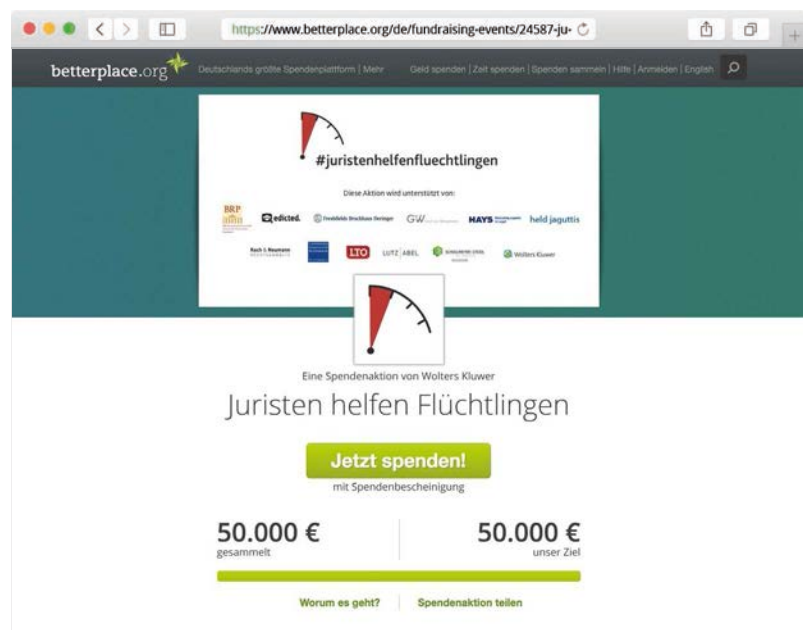 https://www.betterplace.org/de/fundraising-events/24587-ju-
betterplace.org
Deutschlands größte Spendenplattform | Mehr
Geld spenden | Zeit spenden | Spenden sammeln | Hilfe | Anmelden | English
#juristenhelfenfluechtlingen
Diese Aktion wird unterstützt von:
BRP
edicted.
Freshfields Bruckhaus Deringer
GW
HAYS
held jaguttis
LTO
LUTZ | ABEL
Wolters Kluwer
Eine Spendenaktion von Wolters Kluwer
Juristen helfen Flüchtlingen
Jetzt spenden!
mit Spendenbescheinigung
50.000 €
gesammelt
50.000 €
unser Ziel
Worum es geht?
Spendenaktion teilen